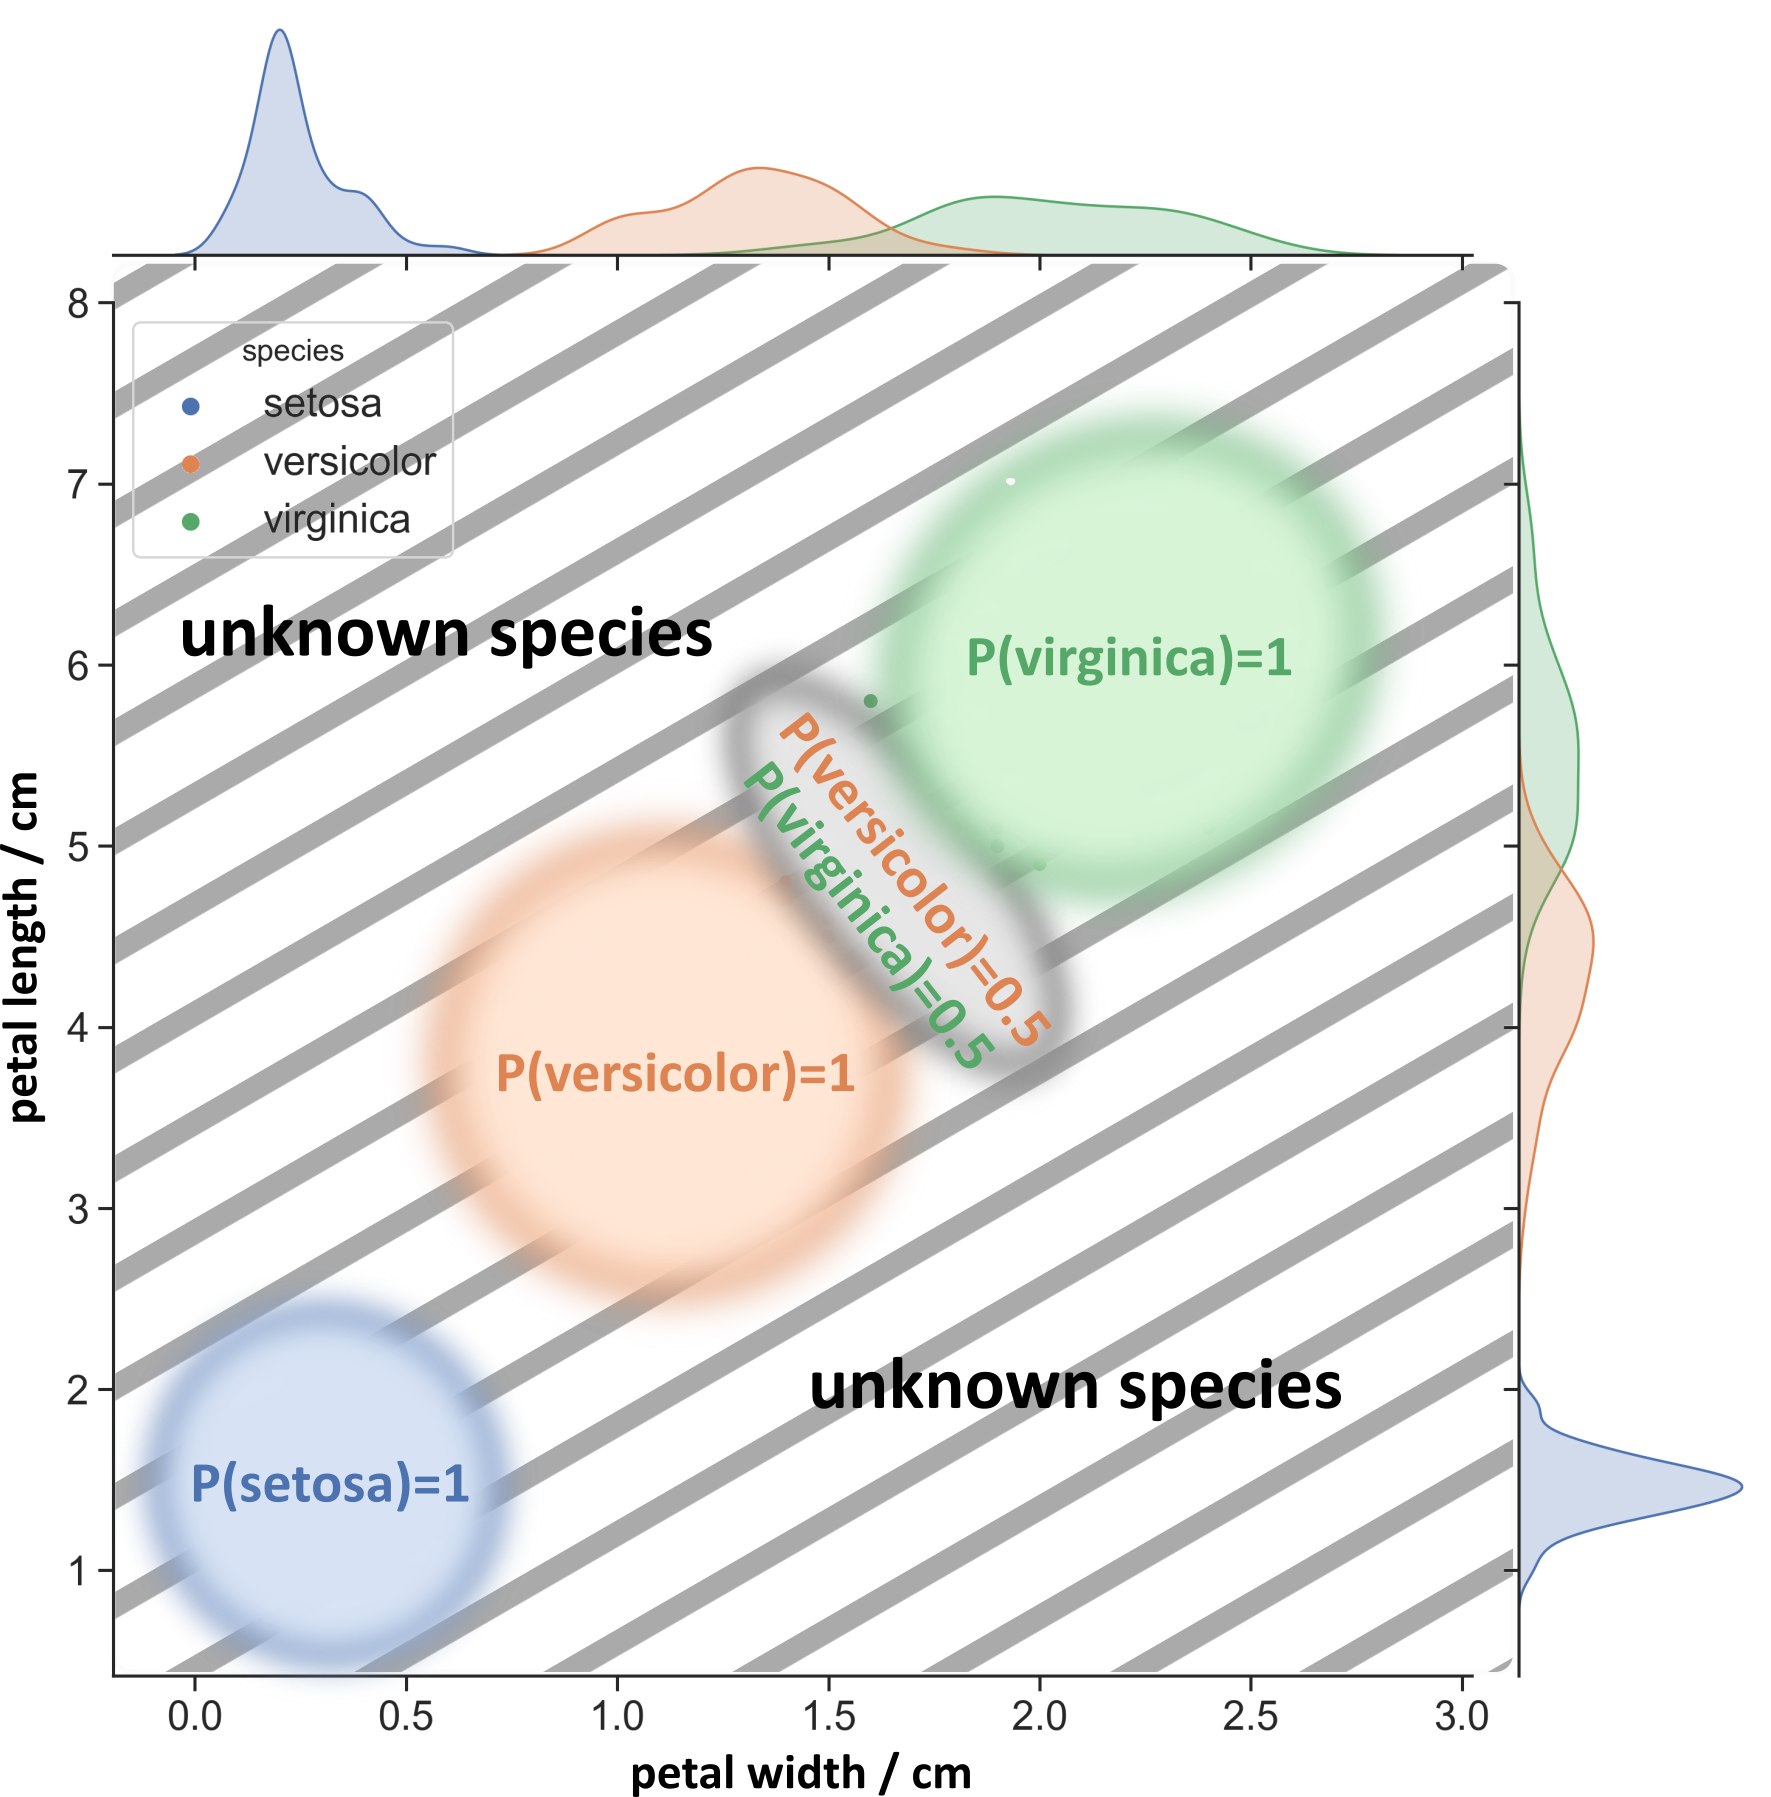 8
7
6
5
4
3
2
1
petal length / cm
species
setosa
versicolor
virginica
unknown species
P(virginica)=1
P(versicolor)=0.5
P(virginica)=0.5
P(versicolor)=1
unknown species
P(setosa)=1
0.0 0.5 1.0 1.5 2.0 2.5 3.0
petal width / cm